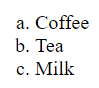 a. Coffee
b. Tea
c. Milk